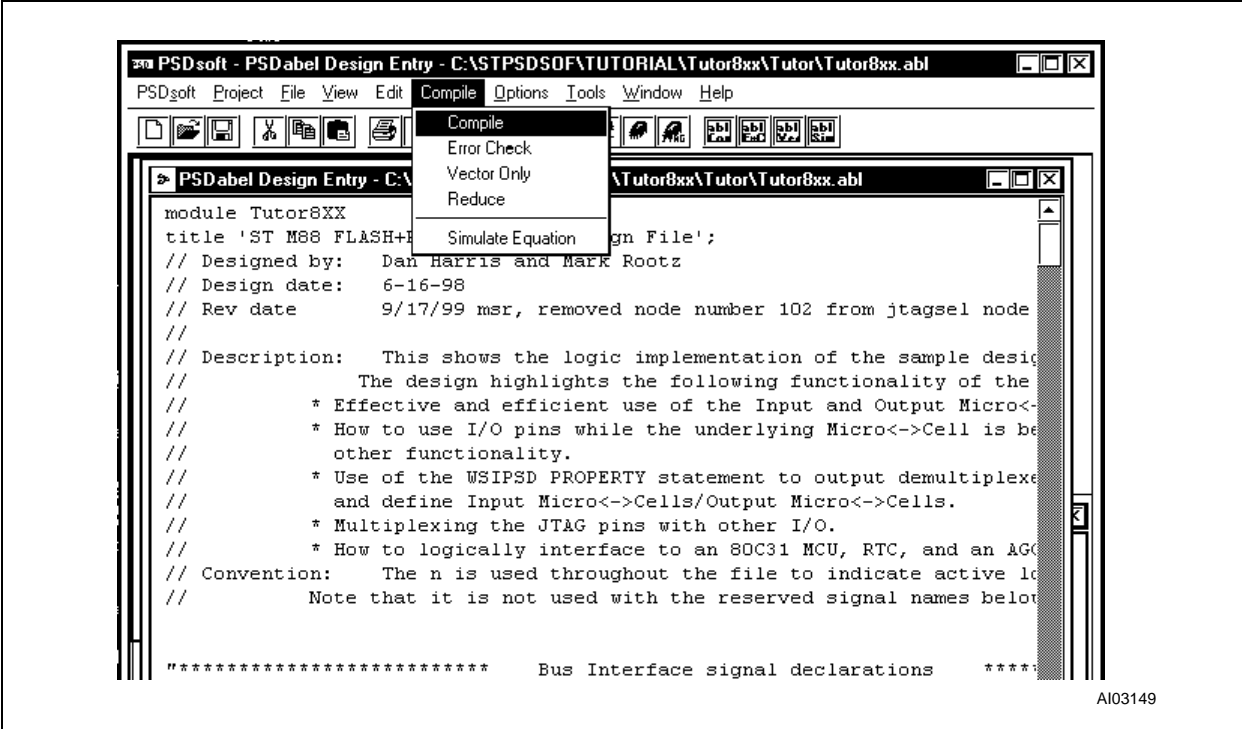 PSDsoft - PSDabel Design Entry - C:\STPSDSOF\TUTORIAL\Tutor8xx\Tutor\Tutor8xx.abl
PSDsoft Project File View Edit Compile Options Tools Window Help
Compile
Error Check
Vector Only
Reduce
Simulate Equation
PSDabel Design Entry - C:\ \Tutor8xx\Tutor\Tutor8xx.abl
module Tutor8XX
title 'ST M88 FLASH+ gn File';
// Designed by: Dan Harris and Mark Rootz
// Design date: 6-16-98
// Rev date 9/17/99 msr, removed node number 102 from jtagsel node
//
// Description: This shows the logic implementation of the sample desig
// The design highlights the following functionality of the
// * Effective and efficient use of the Input and Output Micro<-
// * How to use I/O pins while the underlying Micro<->Cell is be
// other functionality.
// * Use of the WSIPSD PROPERTY statement to output demultiplexe
// and define Input Micro<->Cells/Output Micro<->Cells.
// * Multiplexing the JTAG pins with other I/O.
// * How to logically interface to an 80C31 MCU, RTC, and an
// Convention: The n is used throughout the file to indicate active lo
// Note that it is not used with the reserved signal names below
"************************** Bus Interface signal declarations ****
AI03149